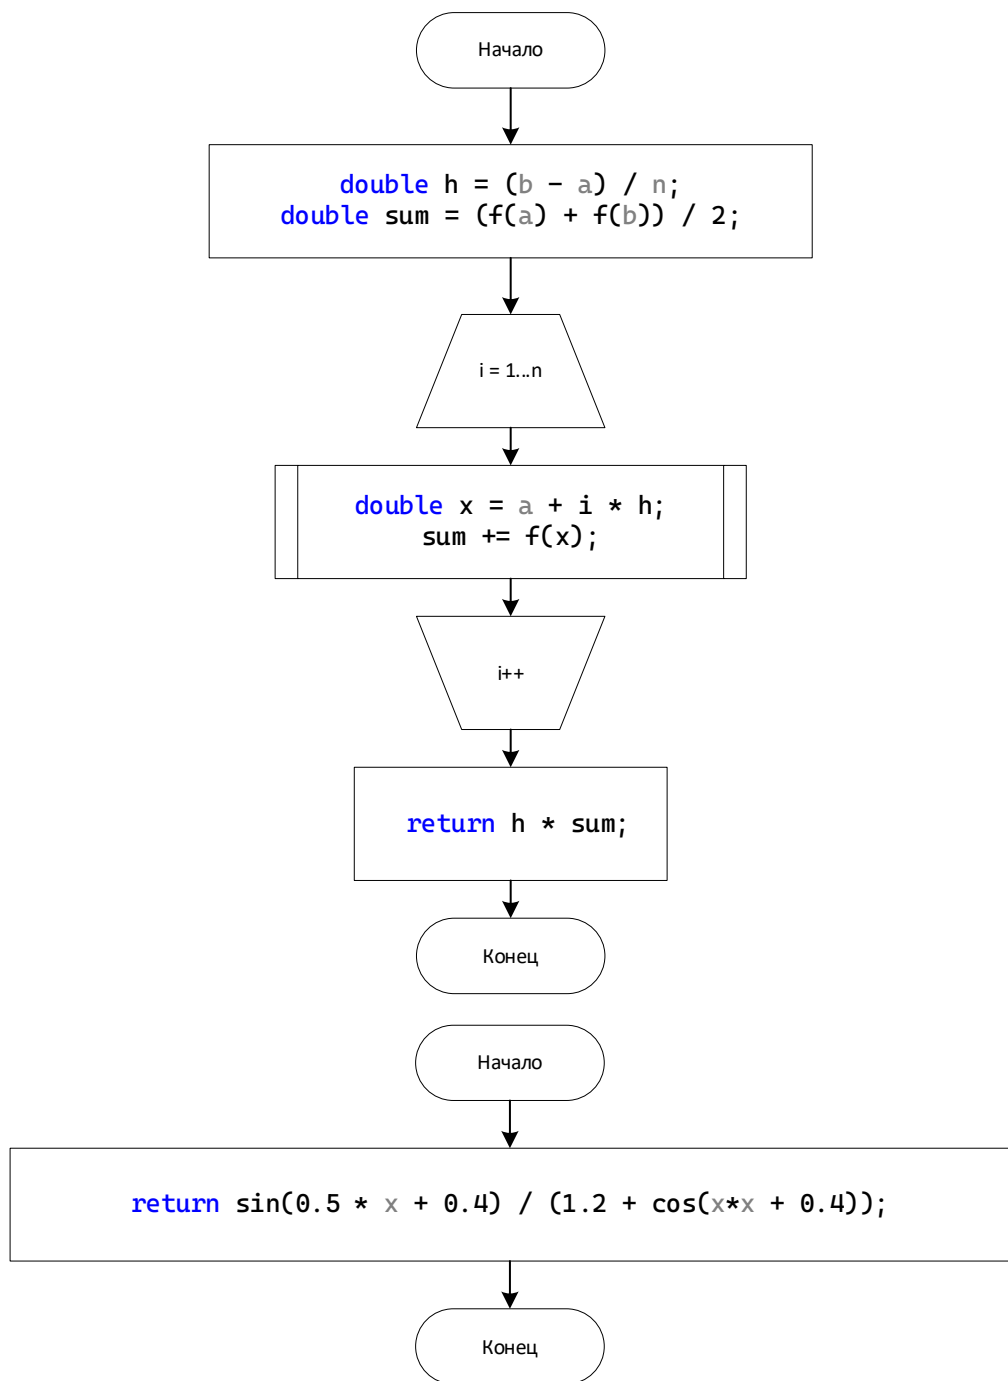 Начало
double h = (b - a) / n;
double sum = (f(a) + f(b)) / 2;
i = 1...n
double x = a + i * h;
sum += f(x);
i++
return h * sum;
Конец
Начало
return sin(0.5 * x + 0.4) / (1.2 + cos(x*x + 0.4));
Конец